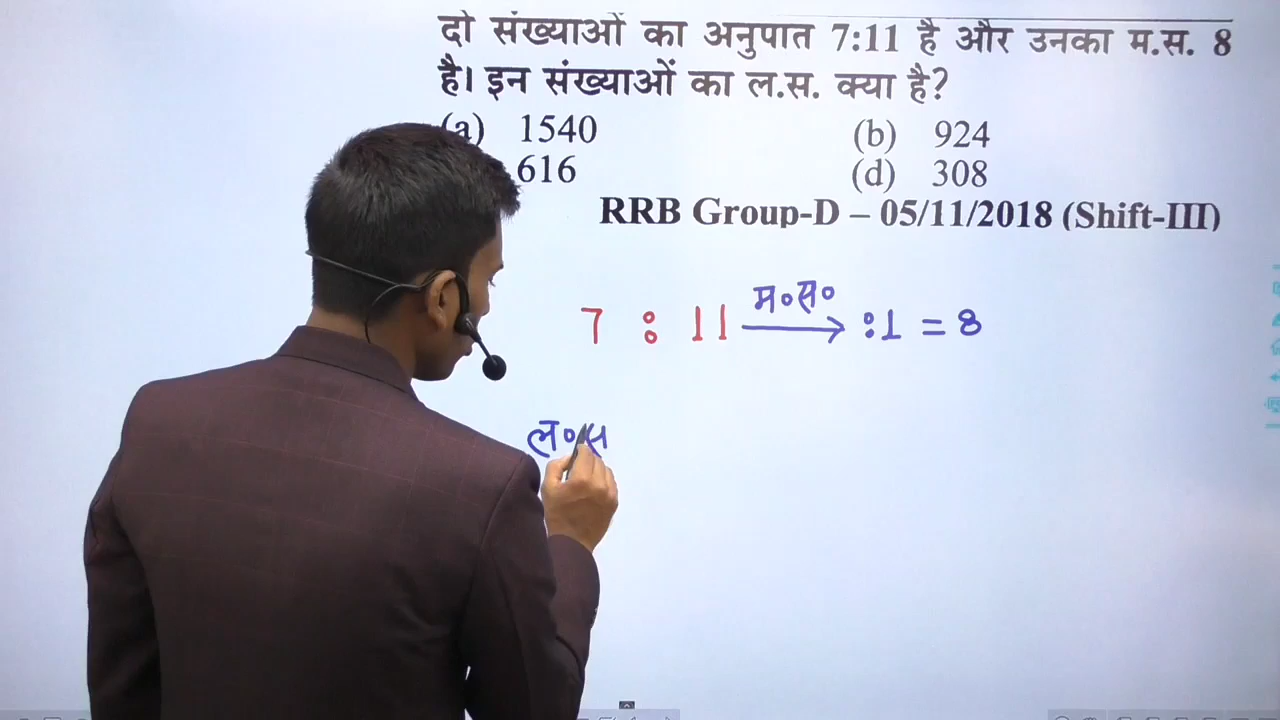 दो संख्याओं का अनुपात 7:11 है और उनका म.स. 8
है। इन संख्याओं का ल.स. क्या है?
(a) 1540 (b) 924
616 (d) 308
RRB Group-D – 05/11/2018 (Shift-III)
म०स०
7 : 11 → :1 = 8
ल०स